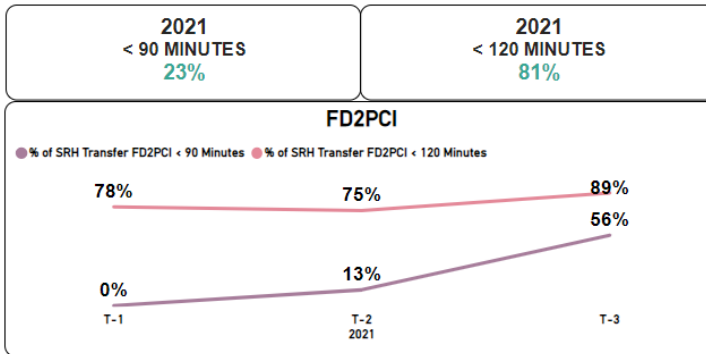 2021
< 90 MINUTES
23%
2021
< 120 MINUTES
81%
FD2PCI
% of SRH Transfer FD2PCI < 90 Minutes
% of SRH Transfer FD2PCI < 120 Minutes
78%
75%
89%
56%
13%
0%
T-1
T-2
T-3
2021